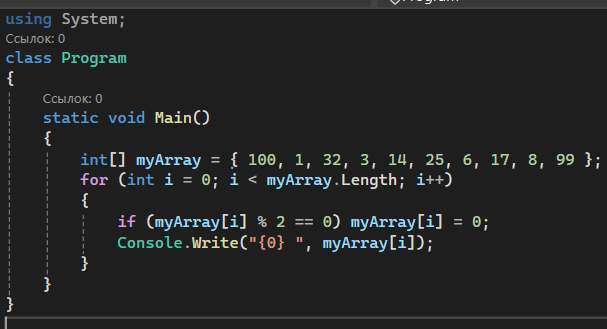 Program
using System;
Ссылок: 0
class Program
{
Ссылок: 0
static void Main()
{
int[] myArray = { 100, 1, 32, 3, 14, 25, 6, 17, 8, 99 };
for (int i = 0; i < myArray.Length; i++)
{
if (myArray[i] % 2 == 0) myArray[i] = 0;
Console.Write("{0} ", myArray[i]);
}
}
}